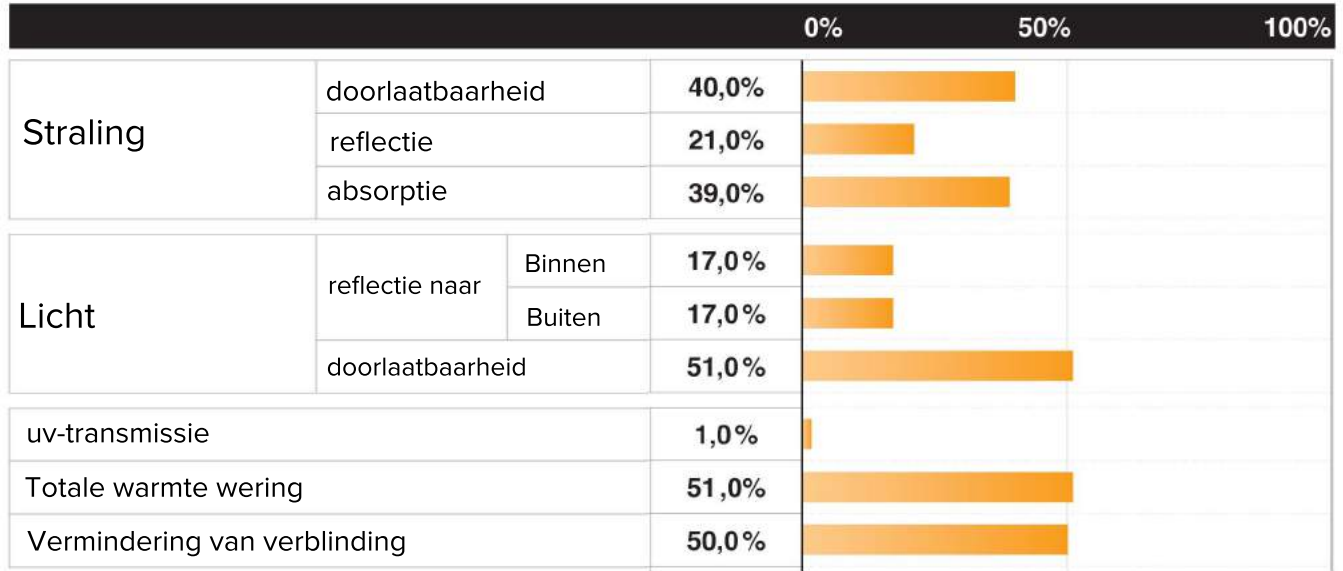 0% 50% 100%
Straling
doorlaatbaarheid 40,0%
reflectie 21,0%
absorptie 39,0%
Licht
reflectie naar
Binnen 17,0%
Buiten 17,0%
doorlaatbaarheid 51,0%
uv-transmissie 1,0%
Totale warmte wering 51,0%
Vermindering van verblinding 50,0%